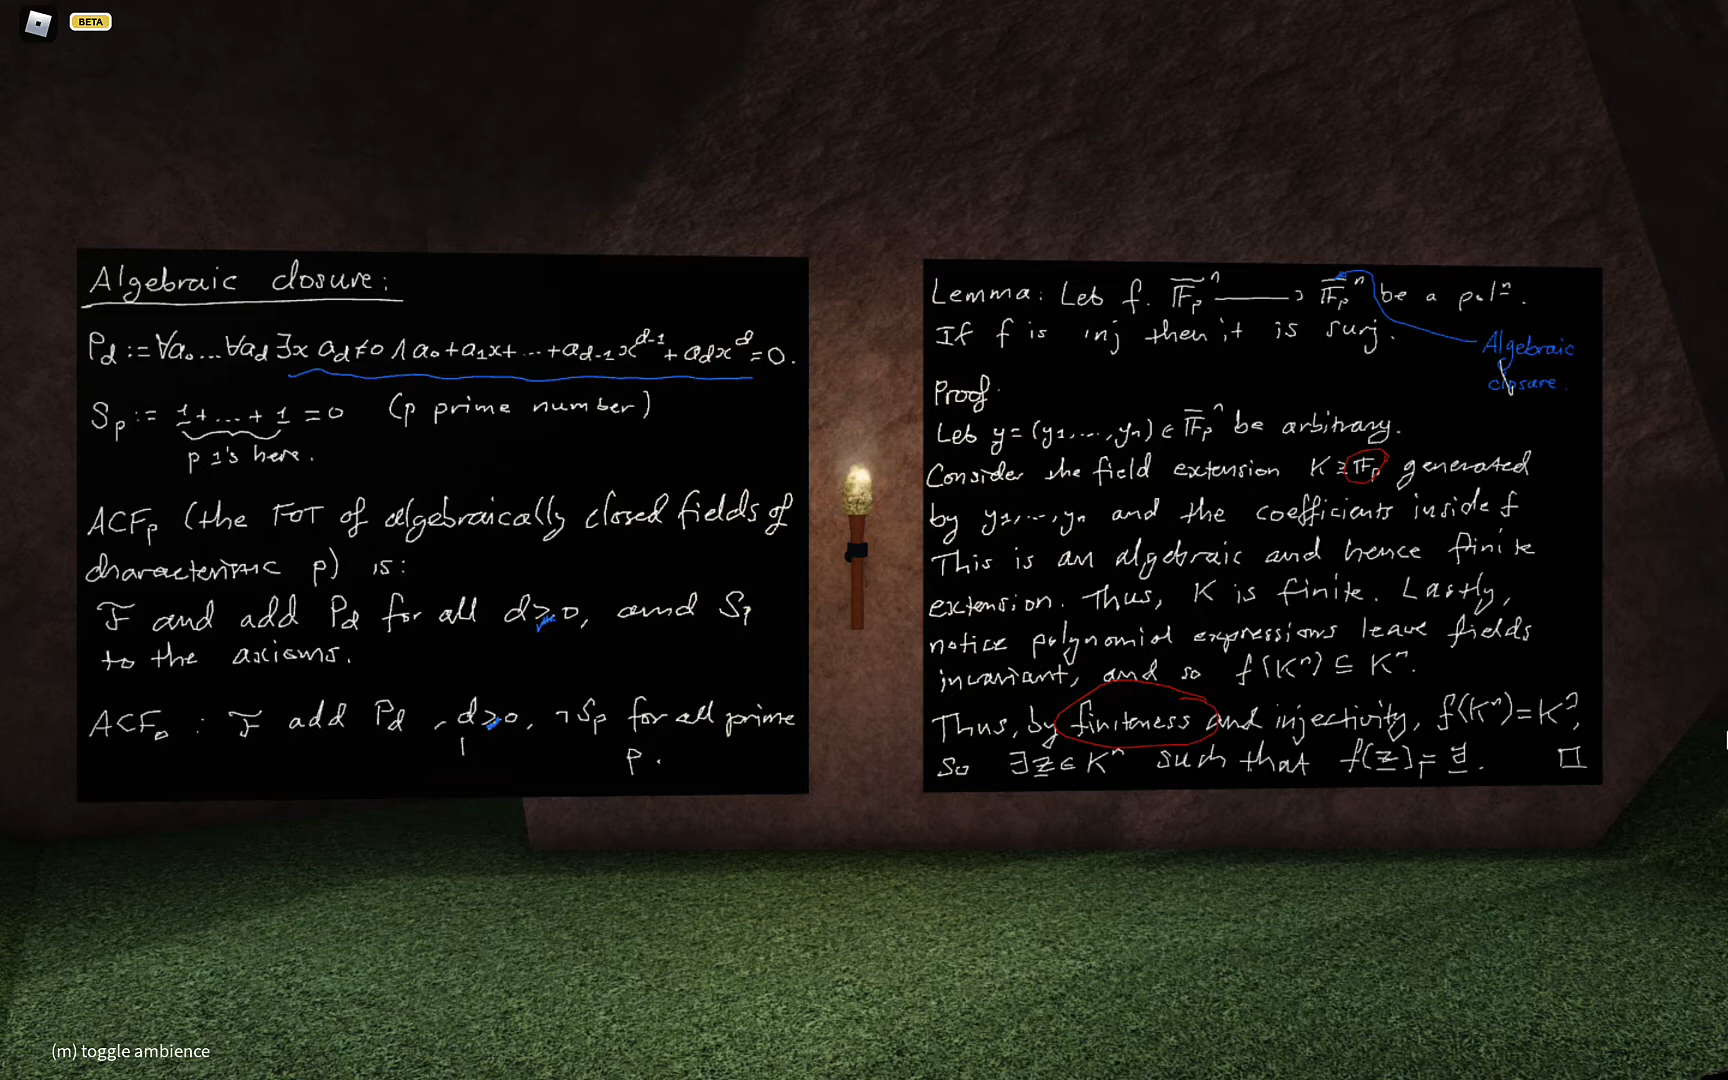 BETA
Algebraic closure:
P_d := ∀a₀...∀a_d ∃x a_d≠0 ∧ a₀+a₁x+...+a_{d-1}x^{d-1}+a_dx^d=0.
S_p := 1+...+1 = 0 (p prime number)
p 1's here.
ACF_p (the FOT of algebraically closed fields of
characteristic p) is:
F and add P_d for all d>0, and S_p
to the axioms.
ACF₀ : F add P_d, d>0, ¬S_p for all prime
p.
Lemma: Let f: F̅_p^n → F̅_p^n be a pol^n.
If f is inj then it is surj.
Algebraic
closure.
Proof.
Let y=(y₁,...,y_n) ∈ F̅_p^n be arbitrary.
Consider the field extension K ⊇ F_p generated
by y₁,...,y_n and the coefficients inside f
This is an algebraic and hence finite
extension. Thus, K is finite. Lastly,
notice polynomial expressions leave fields
invariant, and so f(K^n) ⊆ K^n.
Thus, by finiteness and injectivity, f(K^n)=K^n,
So ∃z ∈ K^n such that f(z) = y. □
(m) toggle ambience